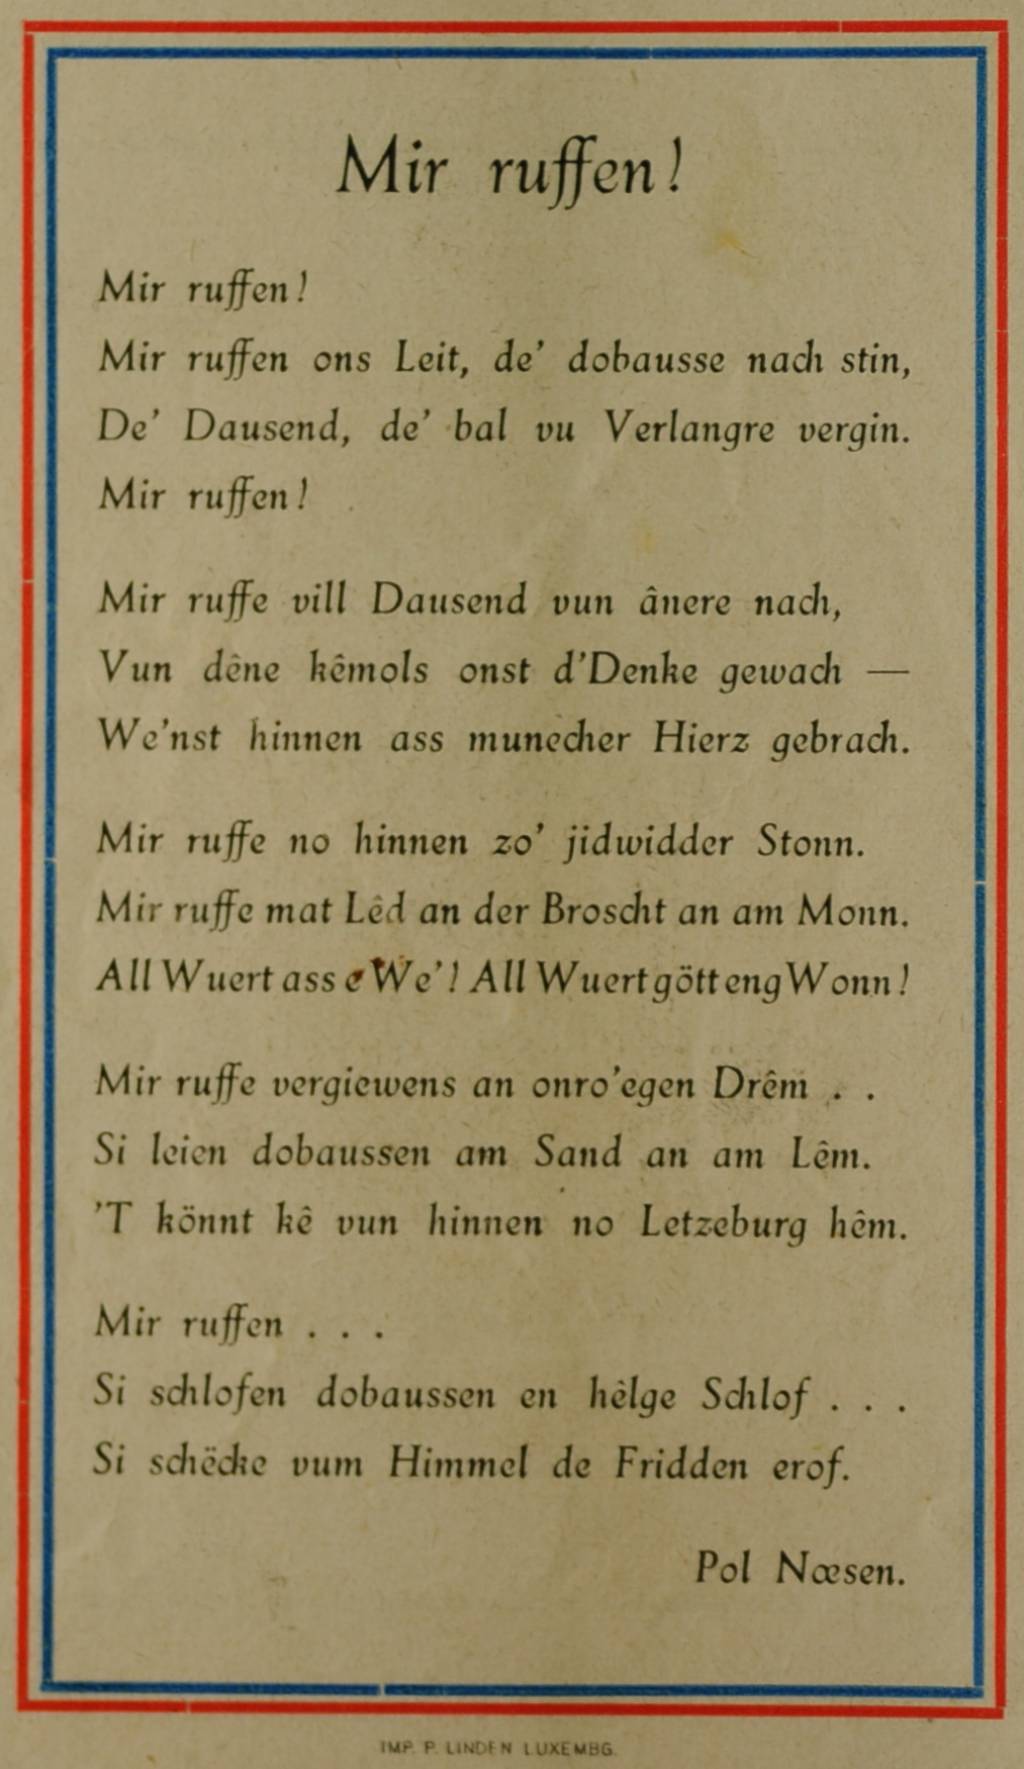 Mir ruffen!
Mir ruffen!
Mir ruffen ons Leit, de' dobausse nach stin,
De' Dausend, de' bal vu Verlangre vergin.
Mir ruffen!
Mir ruffe vill Dausend vun ânere nach,
Vun dêne kêmols onst d'Denke gewach —
We'nst hinnen ass munecher Hierz gebrach.
Mir ruffe no hinnen zo' jidwidder Stonn.
Mir ruffe mat Lêd an der Broscht an am Monn.
All Wuert ass e We'! All Wuert gött eng Wonn!
Mir ruffe vergiewens an onro'egen Drêm . .
Si leien dobaussen am Sand an am Lêm.
'T könnt kê vun hinnen no Letzeburg hêm.
Mir ruffen . . .
Si schlofen dobaussen en hêlge Schlof . . .
Si schëcke vum Himmel de Fridden erof.
Pol Nœsen.
IMP. P. LINDEN LUXEMBG.